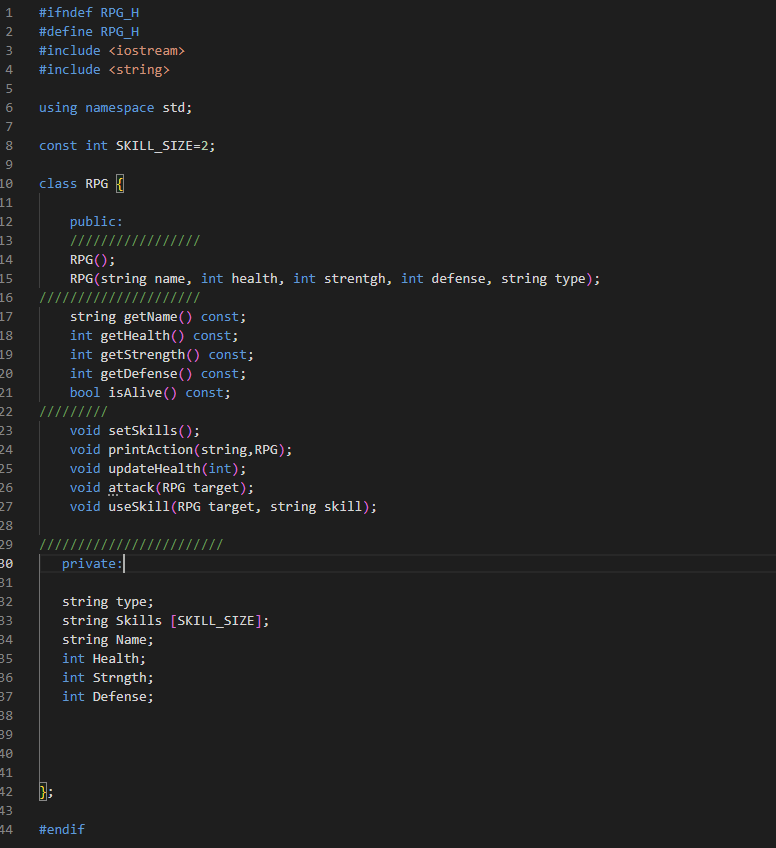 1 #ifndef RPG_H
2 #define RPG_H
3 #include <iostream>
4 #include <string>
5
6 using namespace std;
7
8 const int SKILL_SIZE=2;
9
10 class RPG {
11
12 public:
13 /////////////////
14 RPG();
15 RPG(string name, int health, int strentgh, int defense, string type);
16 /////////////////////
17 string getName() const;
18 int getHealth() const;
19 int getStrength() const;
20 int getDefense() const;
21 bool isAlive() const;
22 /////////
23 void setSkills();
24 void printAction(string,RPG);
25 void updateHealth(int);
26 void attack(RPG target);
27 void useSkill(RPG target, string skill);
28
29 ////////////////////////
30 private:
31
32 string type;
33 string Skills [SKILL_SIZE];
34 string Name;
35 int Health;
36 int Strngth;
37 int Defense;
38
39
40
41
42 };
43
44 #endif